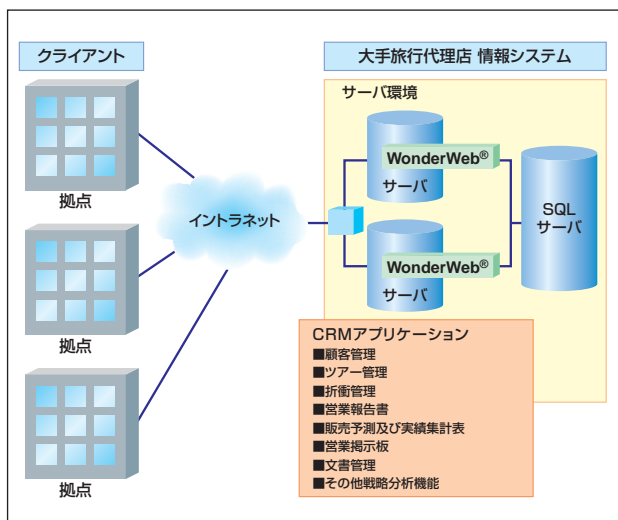 クライアント
拠点
拠点
拠点
イントラネット
大手旅行代理店 情報システム
サーバ環境
WonderWeb®
サーバ
WonderWeb®
サーバ
SQL
サーバ
CRMアプリケーション
■顧客管理
■ツアー管理
■折衝管理
■営業報告書
■販売予測及び実績集計表
■営業掲示板
■文書管理
■その他戦略分析機能